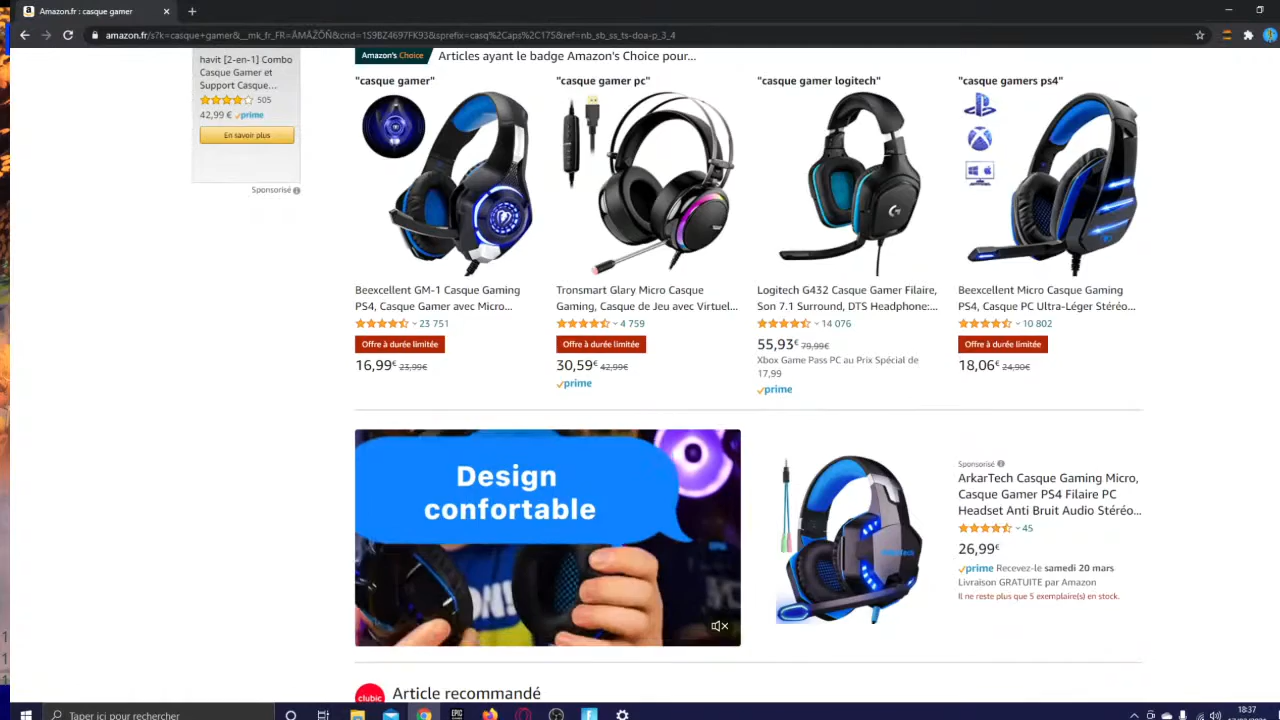 Amazon.fr : casque gamer
amazon.fr/s?k=casque+gamer&__mk_fr_FR=ÅMÅŽÕÑ&crid=1S9BZ4697FK93&sprefix=casq%2Caps%2C175&ref=nb_sb_ss_ts-doa-p_3_4
havit [2-en-1] Combo
Casque Gamer et
Support Casque...
505
42,99 € prime
En savoir plus
Sponsorisé
Amazon's Choice Articles ayant le badge Amazon's Choice pour...
"casque gamer"
Beexcellent GM-1 Casque Gaming
PS4, Casque Gamer avec Micro...
23 751
Offre à durée limitée
16,99€ 23,99€
"casque gamer pc"
Tronsmart Glary Micro Casque
Gaming, Casque de Jeu avec Virtuel...
4 759
Offre à durée limitée
30,59€ 42,99€
prime
"casque gamer logitech"
Logitech G432 Casque Gamer Filaire,
Son 7.1 Surround, DTS Headphone:...
14 076
55,93€ 79,99€
Xbox Game Pass PC au Prix Spécial de
17,99
prime
"casque gamers ps4"
Beexcellent Micro Casque Gaming
PS4, Casque PC Ultra-Léger Stéréo...
10 802
Offre à durée limitée
18,06€ 24,90€
Design
confortable
Sponsorisé
ArkarTech Casque Gaming Micro,
Casque Gamer PS4 Filaire PC
Headset Anti Bruit Audio Stéréo...
45
26,99€
prime Recevez-le samedi 20 mars
Livraison GRATUITE par Amazon
Il ne reste plus que 5 exemplaire(s) en stock.
clubic Article recommandé
Taper ici pour rechercher
EPIC
18:37